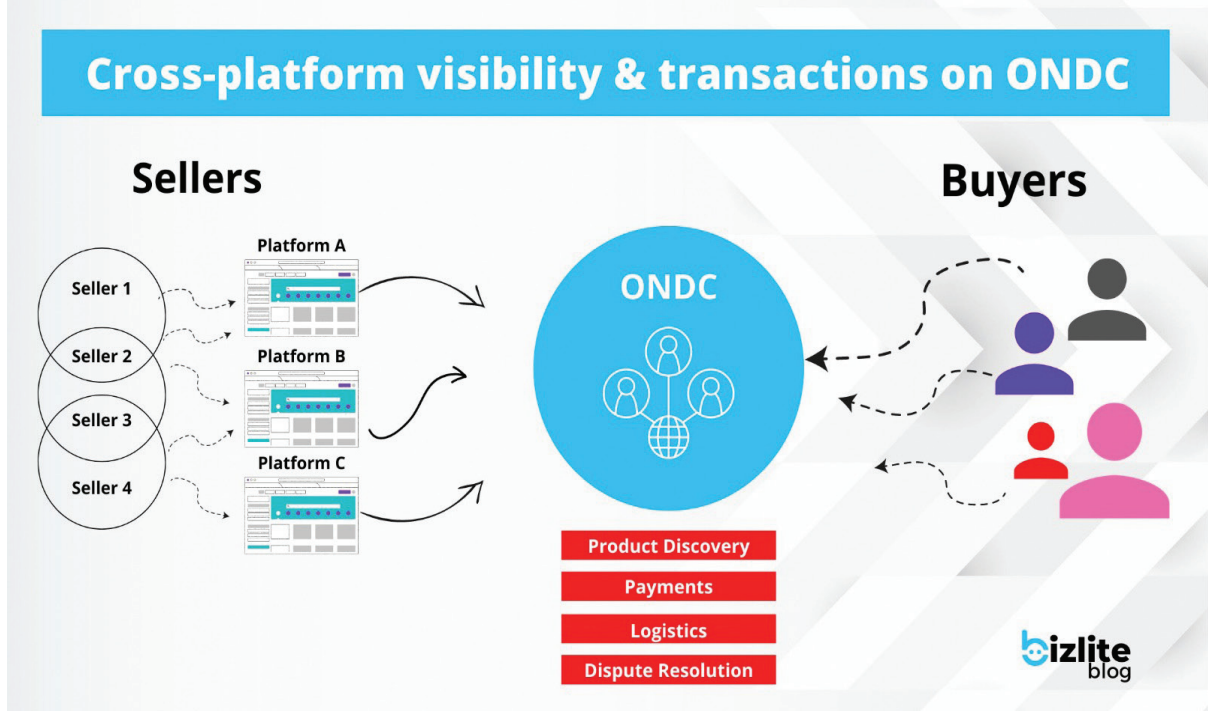 Cross-platform visibility & transactions on ONDC
Sellers
Buyers
Seller 1
Seller 2
Seller 3
Seller 4
Platform A
Platform B
Platform C
ONDC
Product Discovery
Payments
Logistics
Dispute Resolution
bizlite
blog